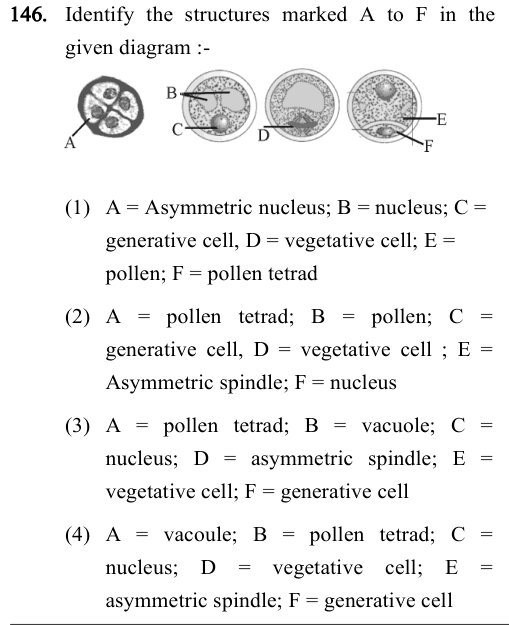 146. Identify the structures marked A to F in the
given diagram :-
B
C
A
D
E
F
(1) A = Asymmetric nucleus; B = nucleus; C =
generative cell, D = vegetative cell; E =
pollen; F = pollen tetrad
(2) A = pollen tetrad; B = pollen; C =
generative cell, D = vegetative cell ; E =
Asymmetric spindle; F = nucleus
(3) A = pollen tetrad; B = vacuole; C =
nucleus; D = asymmetric spindle; E =
vegetative cell; F = generative cell
(4) A = vacoule; B = pollen tetrad; C =
nucleus; D = vegetative cell; E =
asymmetric spindle; F = generative cell